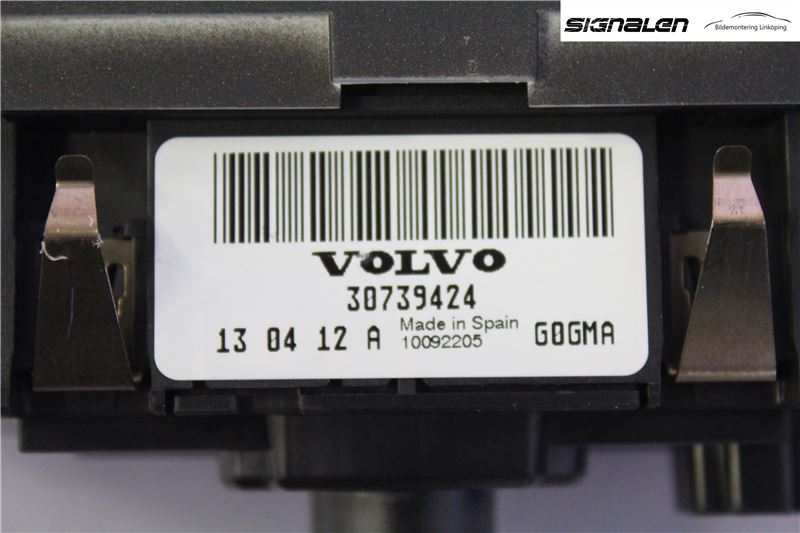 SIGNALEN
Bildemontering Linköping
VOLVO
30739424
13 04 12 A
Made in Spain
10092205
G0GMA